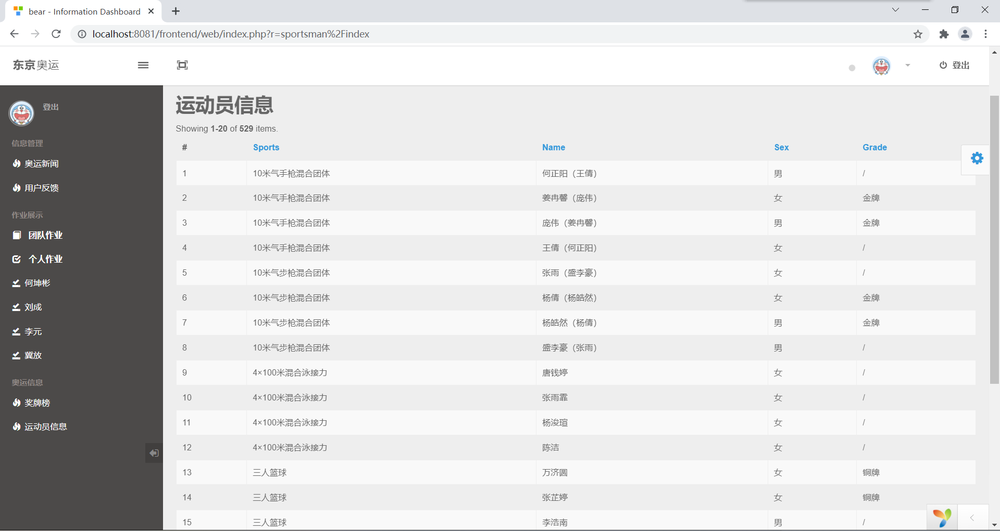 bear - Information Dashboard
localhost:8081/frontend/web/index.php?r=sportsman%2Findex
东京奥运
登出
登出
信息管理
奥运新闻
用户反馈
作业展示
团队作业
个人作业
何坤彬
刘成
李元
冀放
奥运信息
奖牌榜
运动员信息
运动员信息
Showing 1-20 of 529 items.
# Sports Name Sex Grade
1 10米气手枪混合团体 何正阳（王倩） 男 /
2 10米气手枪混合团体 姜冉馨（庞伟） 女 金牌
3 10米气手枪混合团体 庞伟（姜冉馨） 男 金牌
4 10米气手枪混合团体 王倩（何正阳） 女 /
5 10米气步枪混合团体 张雨（盛李豪） 女 /
6 10米气步枪混合团体 杨倩（杨皓然） 女 金牌
7 10米气步枪混合团体 杨皓然（杨倩） 男 金牌
8 10米气步枪混合团体 盛李豪（张雨） 男 /
9 4×100米混合泳接力 唐钱婷 女 /
10 4×100米混合泳接力 张雨霏 女 /
11 4×100米混合泳接力 杨浚瑄 女 /
12 4×100米混合泳接力 陈洁 女 /
13 三人篮球 万济圆 女 铜牌
14 三人篮球 张芷婷 女 铜牌
15 三人篮球 李浩南 男 /